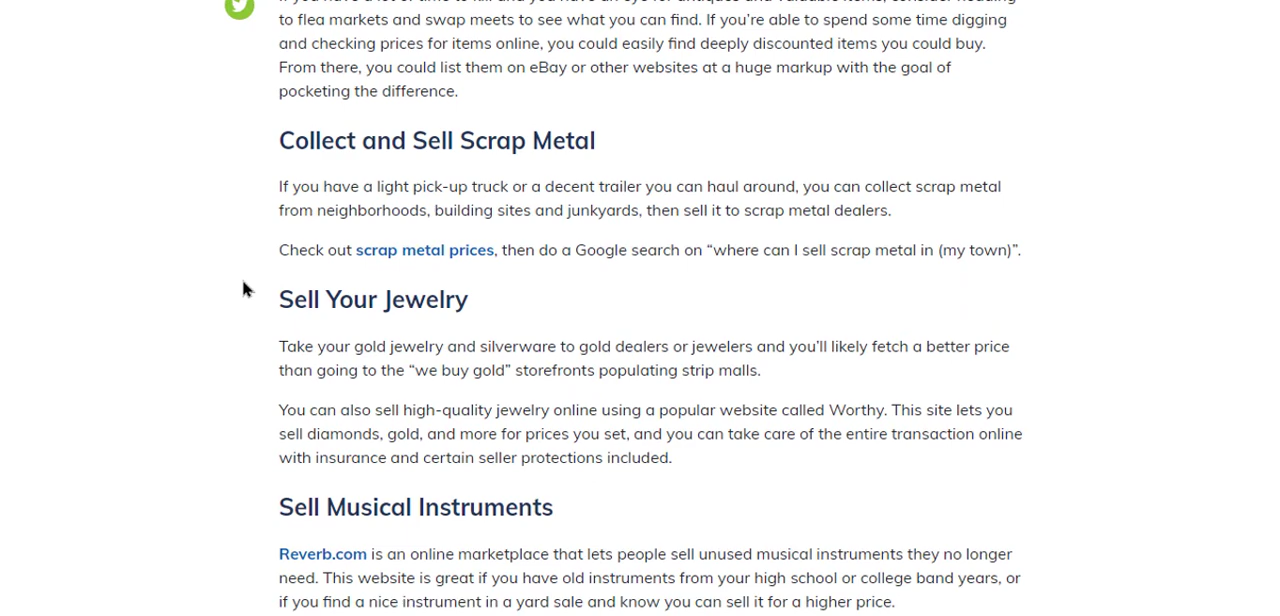 to flea markets and swap meets to see what you can find. If you’re able to spend some time digging
and checking prices for items online, you could easily find deeply discounted items you could buy.
From there, you could list them on eBay or other websites at a huge markup with the goal of
pocketing the difference.
Collect and Sell Scrap Metal
If you have a light pick-up truck or a decent trailer you can haul around, you can collect scrap metal
from neighborhoods, building sites and junkyards, then sell it to scrap metal dealers.
Check out scrap metal prices, then do a Google search on “where can I sell scrap metal in (my town)”.
Sell Your Jewelry
Take your gold jewelry and silverware to gold dealers or jewelers and you’ll likely fetch a better price
than going to the “we buy gold” storefronts populating strip malls.
You can also sell high-quality jewelry online using a popular website called Worthy. This site lets you
sell diamonds, gold, and more for prices you set, and you can take care of the entire transaction online
with insurance and certain seller protections included.
Sell Musical Instruments
Reverb.com is an online marketplace that lets people sell unused musical instruments they no longer
need. This website is great if you have old instruments from your high school or college band years, or
if you find a nice instrument in a yard sale and know you can sell it for a higher price.